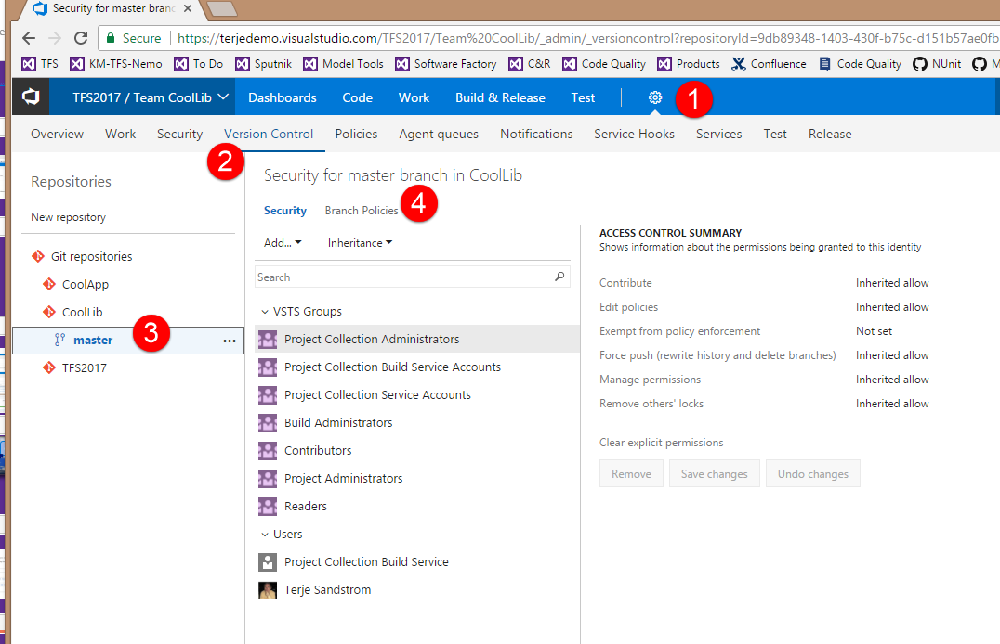 Security for master branc
Secure https://terjedemo.visualstudio.com/TFS2017/Team%20CoolLib/_admin/_versioncontrol?repositoryId=9db89348-1403-430f-b75c-d151b57ae0fb
TFS KM-TFS-Nemo To Do Sputnik Model Tools Software Factory C&R Code Quality Products Confluence Code Quality NUnit M
TFS2017 / Team CoolLib Dashboards Code Work Build & Release Test 1
Overview Work Security Version Control Policies Agent queues Notifications Service Hooks Services Test Release
2
Repositories
New repository
Git repositories
CoolApp
CoolLib
master ... 3
TFS2017
Security for master branch in CoolLib
Security Branch Policies 4
Add... Inheritance
Search
VSTS Groups
Project Collection Administrators
Project Collection Build Service Accounts
Project Collection Service Accounts
Build Administrators
Contributors
Project Administrators
Readers
Users
Project Collection Build Service
Terje Sandstrom
ACCESS CONTROL SUMMARY
Shows information about the permissions being granted to this identity
Contribute Inherited allow
Edit policies Inherited allow
Exempt from policy enforcement Not set
Force push (rewrite history and delete branches) Inherited allow
Manage permissions Inherited allow
Remove others' locks Inherited allow
Clear explicit permissions
Remove Save changes Undo changes